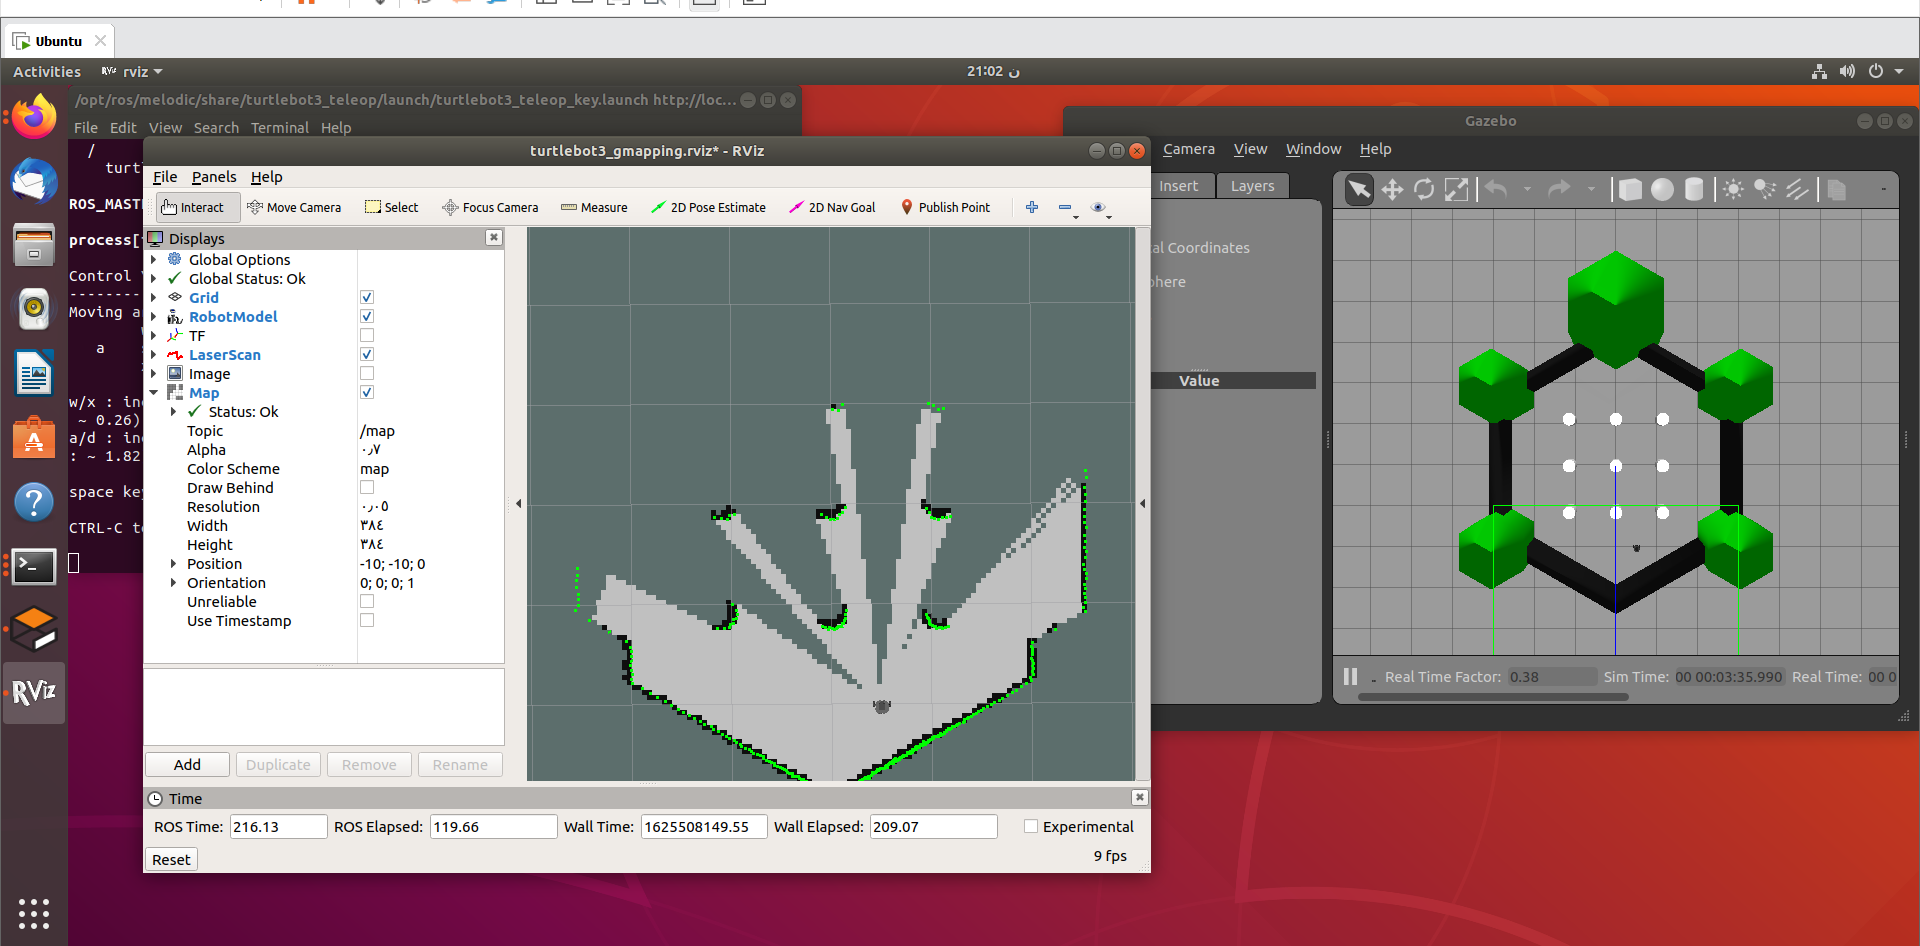 Ubuntu
Activities
rviz
21:02 ن
/opt/ros/melodic/share/turtlebot3_teleop/launch/turtlebot3_teleop_key.launch http://loc...
File Edit View Search Terminal Help
/
turtl
ROS_MAST
process[
Control
--------
Moving a
a
w/x : in
~ 0.26)
a/d : in
: ~ 1.82
space ke
CTRL-C t
turtlebot3_gmapping.rviz* - RViz
File Panels Help
Interact Move Camera Select Focus Camera Measure 2D Pose Estimate 2D Nav Goal Publish Point
Displays
Global Options
Global Status: Ok
Grid
RobotModel
TF
LaserScan
Image
Map
Status: Ok
Topic /map
Alpha ٠٫٧
Color Scheme map
Draw Behind
Resolution ٠٫٠٥
Width ٣٨٤
Height ٣٨٤
Position -10; -10; 0
Orientation 0; 0; 0; 1
Unreliable
Use Timestamp
Add Duplicate Remove Rename
Time
ROS Time: 216.13 ROS Elapsed: 119.66 Wall Time: 1625508149.55 Wall Elapsed: 209.07 Experimental
Reset 9 fps
RViz
Gazebo
Camera View Window Help
Insert Layers
al Coordinates
here
Value
Real Time Factor: 0.38 Sim Time: 00 00:03:35.990 Real Time: 00 0